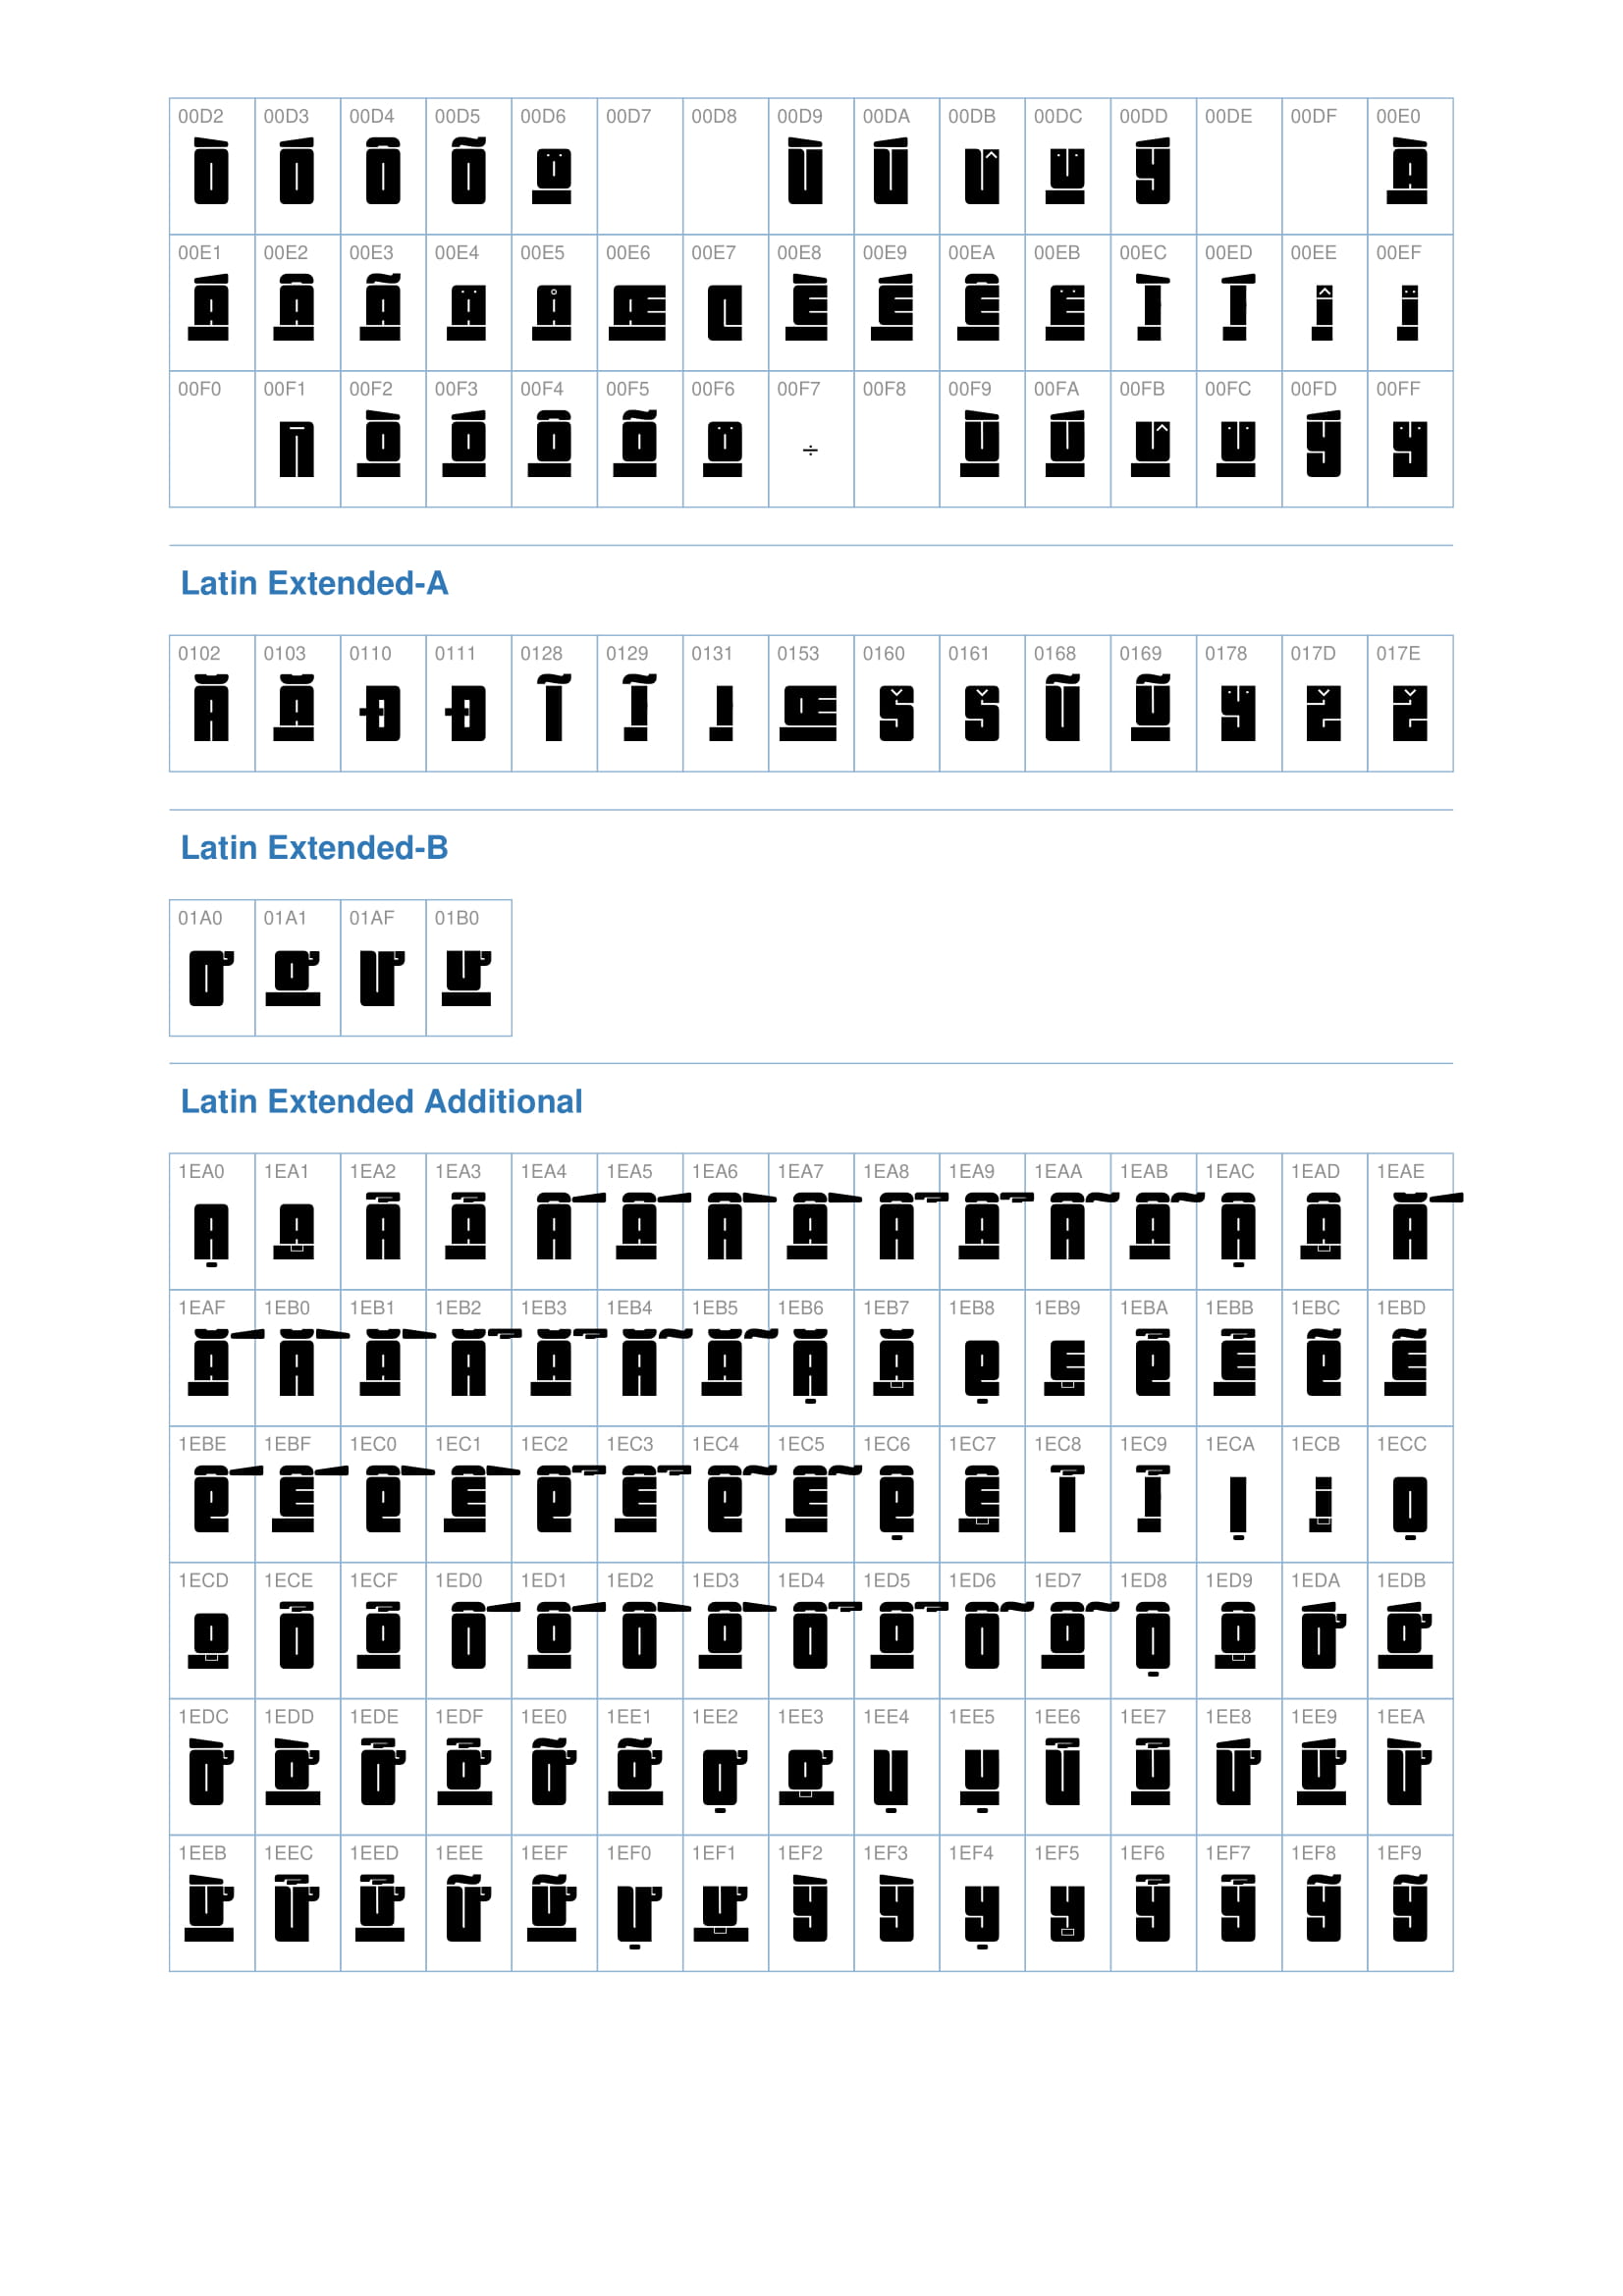 00D2 00D3 00D4 00D5 00D6 00D7 00D8 00D9 00DA 00DB 00DC 00DD 00DE 00DF 00E0
Ò Ó Ô Õ Ö Ù Ú Û Ü Ý à
00E1 00E2 00E3 00E4 00E5 00E6 00E7 00E8 00E9 00EA 00EB 00EC 00ED 00EE 00EF
á â ã ä å æ ç è é ê ë ì í î ï
00F0 00F1 00F2 00F3 00F4 00F5 00F6 00F7 00F8 00F9 00FA 00FB 00FC 00FD 00FF
ñ ò ó ô õ ö ÷ ù ú û ü ý ÿ
Latin Extended-A
0102 0103 0110 0111 0128 0129 0131 0153 0160 0161 0168 0169 0178 017D 017E
Ă ă Đ đ Ĩ ĩ ı œ Š š Ũ ũ Ÿ Ž ž
Latin Extended-B
01A0 01A1 01AF 01B0
Ơ ơ Ư ư
Latin Extended Additional
1EA0 1EA1 1EA2 1EA3 1EA4 1EA5 1EA6 1EA7 1EA8 1EA9 1EAA 1EAB 1EAC 1EAD 1EAE
Ạ ạ Ả ả Ấ ấ Ầ ầ Ẩ ẩ Ẫ ẫ Ậ ậ Ắ
1EAF 1EB0 1EB1 1EB2 1EB3 1EB4 1EB5 1EB6 1EB7 1EB8 1EB9 1EBA 1EBB 1EBC 1EBD
ắ Ằ ằ Ẳ ẳ Ẵ ẵ Ặ ặ Ẹ ẹ Ẻ ẻ Ẽ ẽ
1EBE 1EBF 1EC0 1EC1 1EC2 1EC3 1EC4 1EC5 1EC6 1EC7 1EC8 1EC9 1ECA 1ECB 1ECC
Ế ế Ề ề Ể ể Ễ ễ Ệ ệ Ỉ ỉ Ị ị Ọ
1ECD 1ECE 1ECF 1ED0 1ED1 1ED2 1ED3 1ED4 1ED5 1ED6 1ED7 1ED8 1ED9 1EDA 1EDB
ọ Ỏ ỏ Ố ố Ồ ồ Ổ ổ Ỗ ỗ Ộ ộ Ớ ớ
1EDC 1EDD 1EDE 1EDF 1EE0 1EE1 1EE2 1EE3 1EE4 1EE5 1EE6 1EE7 1EE8 1EE9 1EEA
Ờ ờ Ở ở Ỡ ỡ Ợ ợ Ụ ụ Ủ ủ Ứ ứ Ừ
1EEB 1EEC 1EED 1EEE 1EEF 1EF0 1EF1 1EF2 1EF3 1EF4 1EF5 1EF6 1EF7 1EF8 1EF9
ừ Ử ử Ữ ữ Ự ự Ỳ ỳ Ỵ ỵ Ỷ ỷ Ỹ ỹ